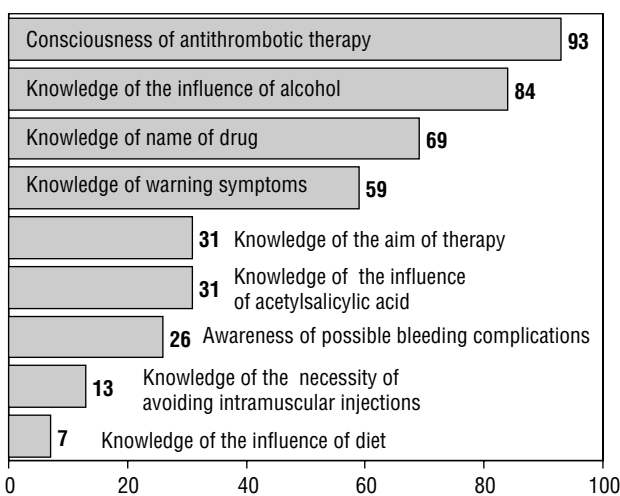 Consciousness of antithrombotic therapy 93
Knowledge of the influence of alcohol 84
Knowledge of name of drug 69
Knowledge of warning symptoms 59
31 Knowledge of the aim of therapy
31 Knowledge of the influence
of acetylsalicylic acid
26 Awareness of possible bleeding complications
13 Knowledge of the necessity of
avoiding intramuscular injections
7 Knowledge of the influence of diet
0 20 40 60 80 100